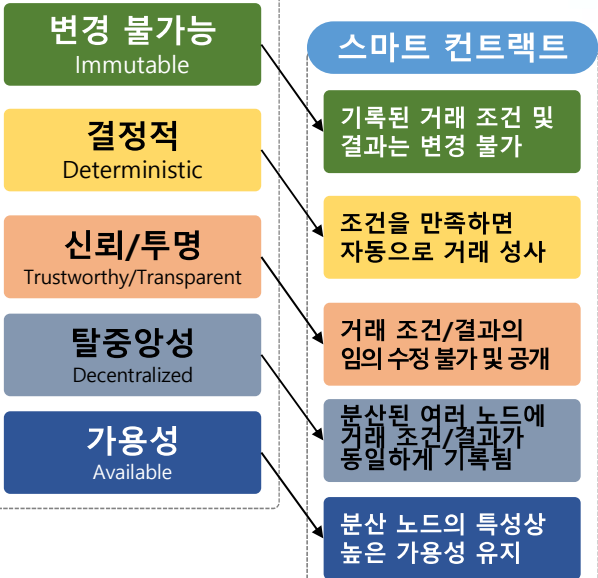 변경 불가능
Immutable
결정적
Deterministic
신뢰/투명
Trustworthy/Transparent
탈중앙성
Decentralized
가용성
Available
스마트 컨트랙트
기록된 거래 조건 및
결과는 변경 불가
조건을 만족하면
자동으로 거래 성사
거래 조건/결과의
임의 수정 불가 및 공개
분산된 여러 노드에
거래 조건/결과가
동일하게 기록됨
분산 노드의 특성상
높은 가용성 유지